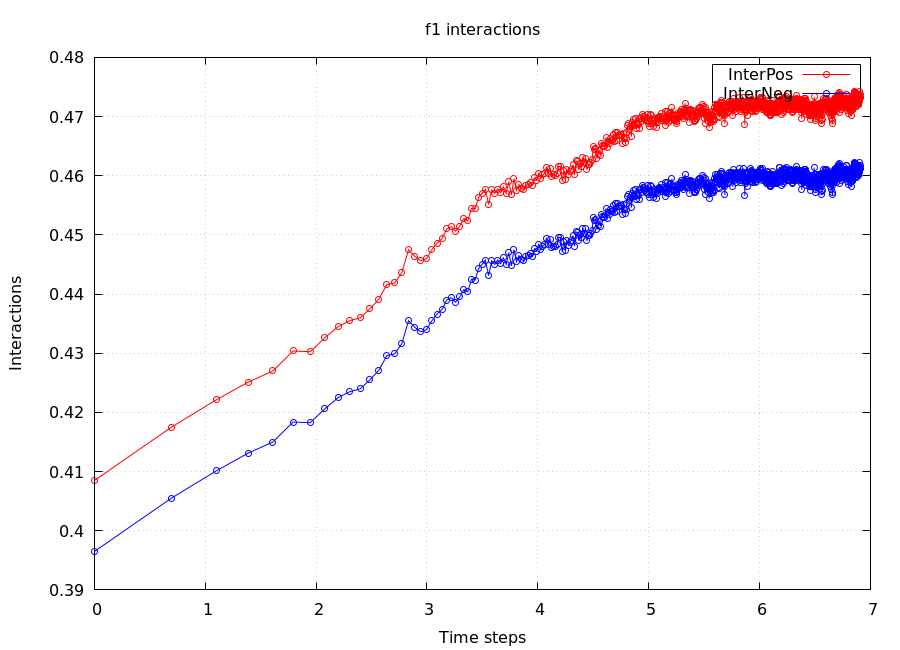 f1 interactions
0.48
0.47
0.46
0.45
0.44
0.43
0.42
0.41
0.4
0.39
0 1 2 3 4 5 6 7
Interactions
Time steps
InterPos
InterNeg